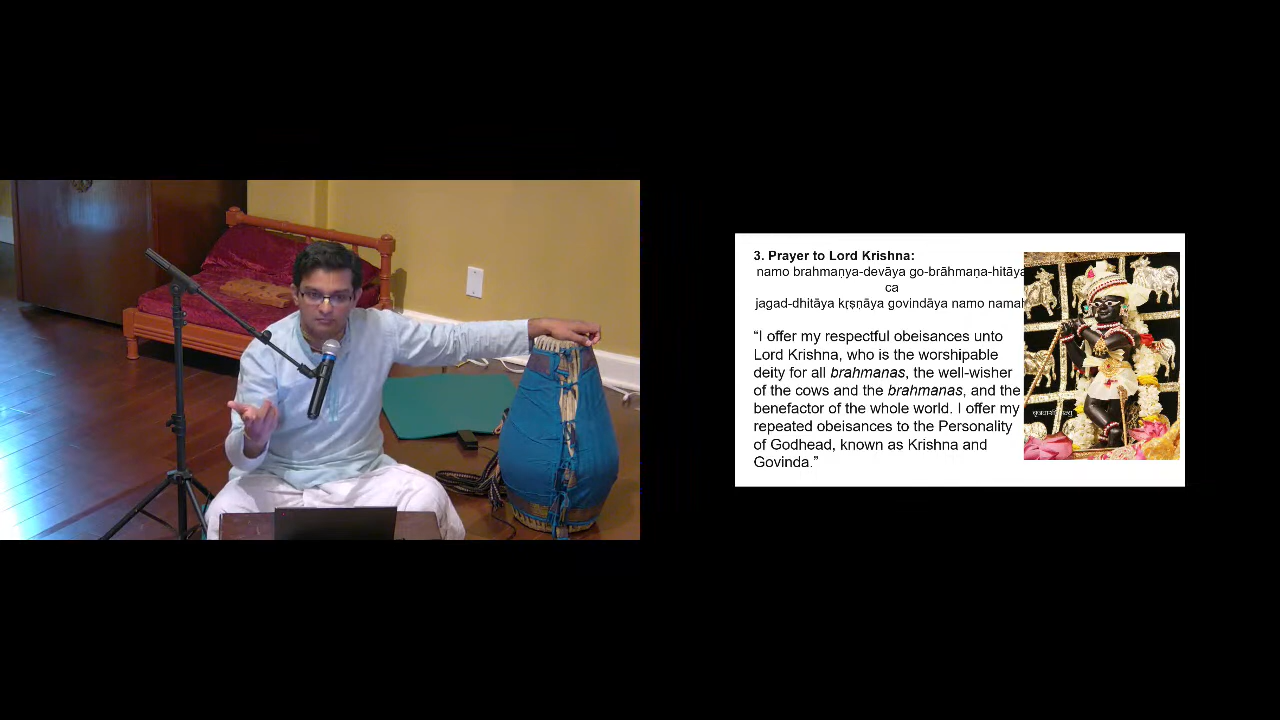 3. Prayer to Lord Krishna:
namo brahmaṇya-devāya go-brāhmaṇa-hitāya
ca
jagad-dhitāya kṛṣṇāya govindāya namo namaḥ
“I offer my respectful obeisances unto
Lord Krishna, who is the worshipable
deity for all brahmanas, the well-wisher
of the cows and the brahmanas, and the
benefactor of the whole world. I offer my
repeated obeisances to the Personality
of Godhead, known as Krishna and
Govinda.”